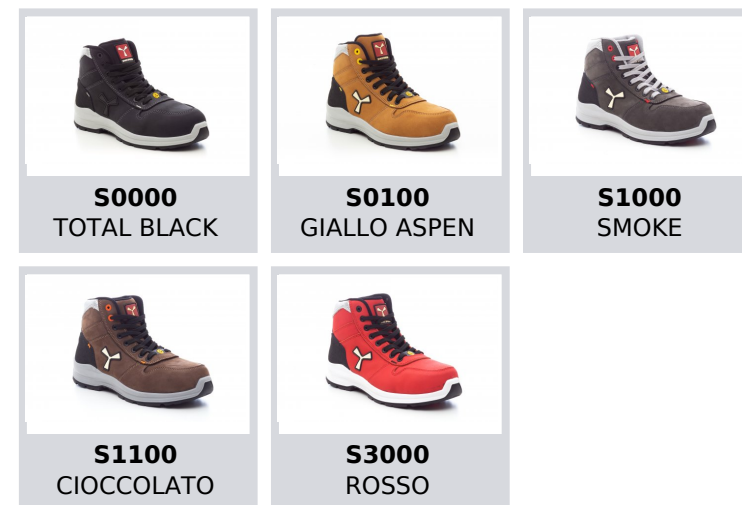 S0000
TOTAL BLACK
S0100
GIALLO ASPEN
S1000
SMOKE
S1100
CIOCCOLATO
S3000
ROSSO